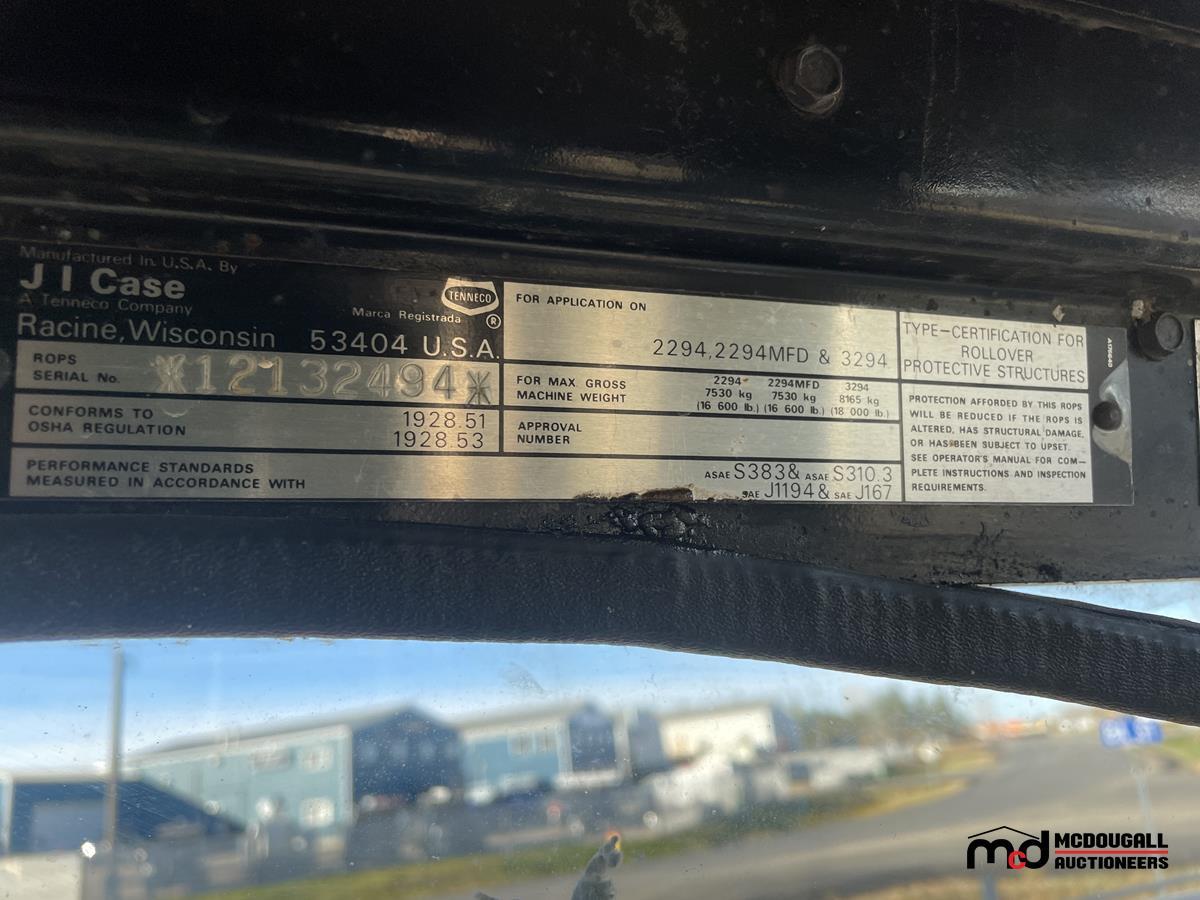 Manufactured In U.S.A. By
J I Case
A Tenneco Company
Racine, Wisconsin 53404 U.S.A.
TENNECO
Marca Registrada ®
ROPS
SERIAL No. *12132494*
CONFORMS TO
OSHA REGULATION
1928.51
1928.53
PERFORMANCE STANDARDS
MEASURED IN ACCORDANCE WITH
ASAE S383 & ASAE S310.3
SAE J1194 & SAE J167
FOR APPLICATION ON
2294, 2294MFD & 3294
FOR MAX GROSS
MACHINE WEIGHT
2294 2294MFD 3294
7530 kg 7530 kg 8165 kg
(16 600 lb.) (16 600 lb.) (18 000 lb.)
APPROVAL
NUMBER
TYPE-CERTIFICATION FOR
ROLLOVER
PROTECTIVE STRUCTURES
PROTECTION AFFORDED BY THIS ROPS
WILL BE REDUCED IF THE ROPS IS
ALTERED, HAS STRUCTURAL DAMAGE,
OR HAS BEEN SUBJECT TO UPSET.
SEE OPERATOR'S MANUAL FOR COM-
PLETE INSTRUCTIONS AND INSPECTION
REQUIREMENTS.
mcd MCDOUGALL
AUCTIONEERS